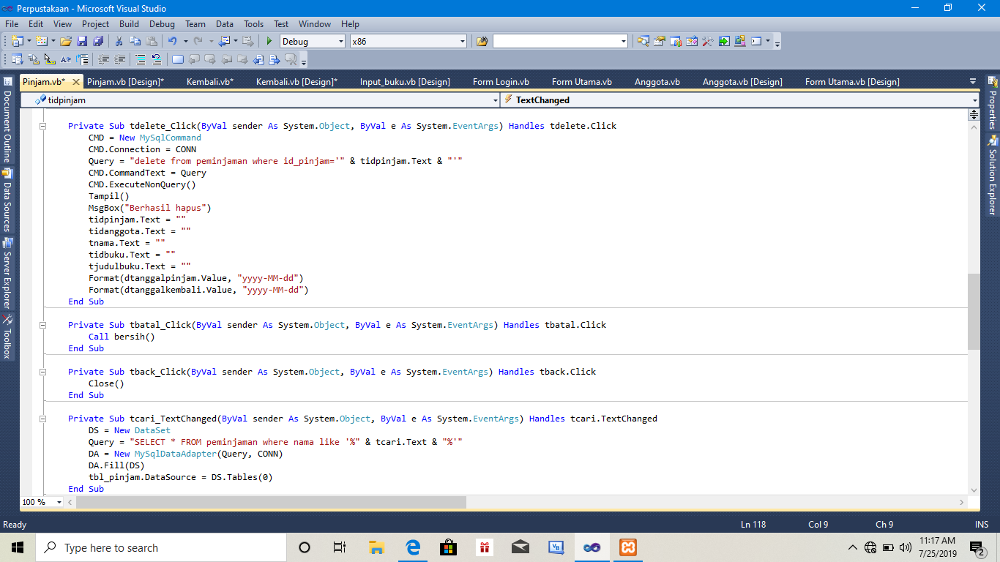 Perpustakaan - Microsoft Visual Studio
File Edit View Project Build Debug Team Data Tools Test Window Help
Debug x86
Pinjam.vb* Pinjam.vb [Design]* Kembali.vb* Kembali.vb [Design]* Input_buku.vb [Design] Form Login.vb Form Utama.vb Anggota.vb Anggota.vb [Design] Form Utama.vb [Design]
tidpinjam TextChanged
Document Outline
Data Sources
Server Explorer
Toolbox
Private Sub tdelete_Click(ByVal sender As System.Object, ByVal e As System.EventArgs) Handles tdelete.Click
CMD = New MySqlCommand
CMD.Connection = CONN
Query = "delete from peminjaman where id_pinjam='" & tidpinjam.Text & "'"
CMD.CommandText = Query
CMD.ExecuteNonQuery()
Tampil()
MsgBox("Berhasil hapus")
tidpinjam.Text = ""
tidanggota.Text = ""
tnama.Text = ""
tidbuku.Text = ""
tjudulbuku.Text = ""
Format(dtanggalpinjam.Value, "yyyy-MM-dd")
Format(dtanggalkembali.Value, "yyyy-MM-dd")
End Sub
Private Sub tbatal_Click(ByVal sender As System.Object, ByVal e As System.EventArgs) Handles tbatal.Click
Call bersih()
End Sub
Private Sub tback_Click(ByVal sender As System.Object, ByVal e As System.EventArgs) Handles tback.Click
Close()
End Sub
Private Sub tcari_TextChanged(ByVal sender As System.Object, ByVal e As System.EventArgs) Handles tcari.TextChanged
DS = New DataSet
Query = "SELECT * FROM peminjaman where nama like '%" & tcari.Text & "%'"
DA = New MySqlDataAdapter(Query, CONN)
DA.Fill(DS)
tbl_pinjam.DataSource = DS.Tables(0)
End Sub
Properties
Solution Explorer
100 %
Ready Ln 118 Col 9 Ch 9 INS
Type here to search
VB
11:17 AM
7/25/2019
2